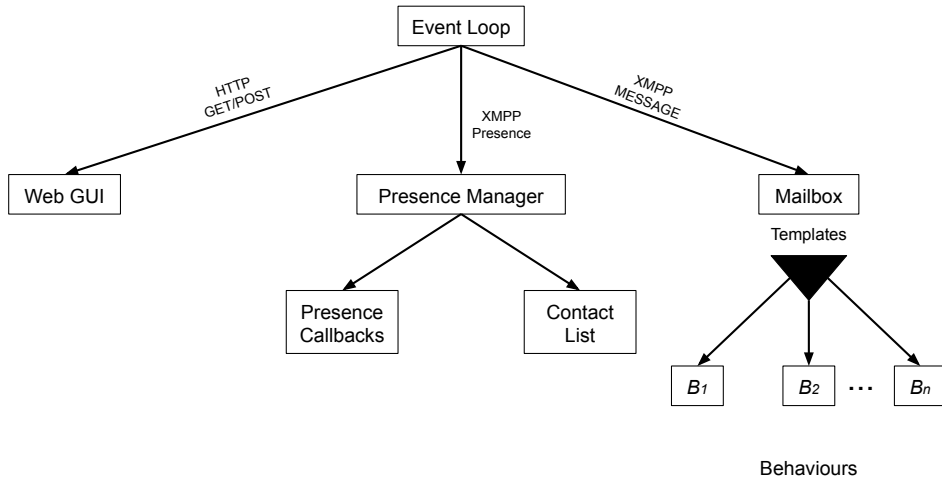 Event Loop
HTTP
GET/POST
XMPP
Presence
XMPP
MESSAGE
Web GUI
Presence Manager
Mailbox
Templates
Presence
Callbacks
Contact
List
B1
B2
...
Bn
Behaviours